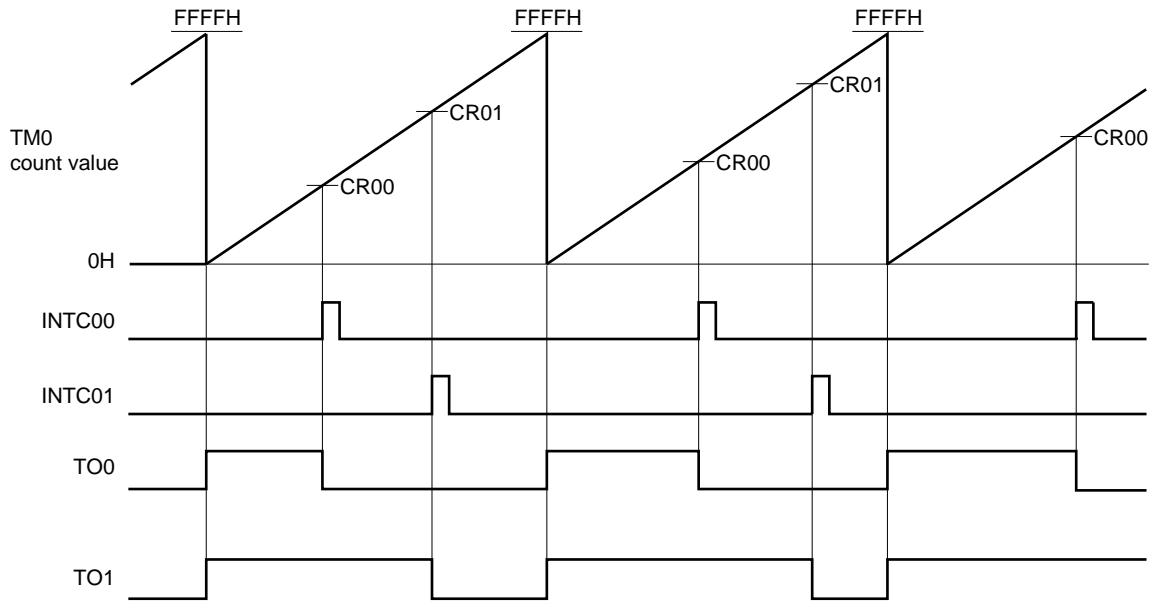 FFFFH FFFFH FFFFH
CR01
CR01
TM0
count value
CR00
CR00
CR00
0H
INTC00
INTC01
TO0
TO1